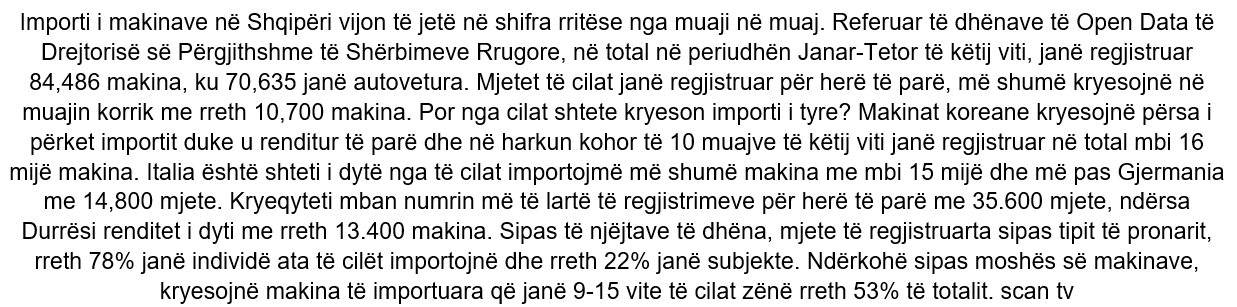 Importi i makinave në Shqipëri vijon të jetë në shifra rritëse nga muaji në muaj. Referuar të dhënave të Open Data të
Drejtorisë së Përgjithshme të Shërbimeve Rrugore, në total në periudhën Janar-Tetor të këtij viti, janë regjistruar
84,486 makina, ku 70,635 janë autovetura. Mjetet të cilat janë regjistruar për herë të parë, më shumë kryesojnë në
muajin korrik me rreth 10,700 makina. Por nga cilat shtete kryeson importi i tyre? Makinat koreane kryesojnë përsa i
përket importit duke u renditur të parë dhe në harkun kohor të 10 muajve të këtij viti janë regjistruar në total mbi 16
mijë makina. Italia është shteti i dytë nga të cilat importojmë më shumë makina me mbi 15 mijë dhe më pas Gjermania
me 14,800 mjete. Kryeqyteti mban numrin më të lartë të regjistrimeve për herë të parë me 35.600 mjete, ndërsa
Durrësi renditet i dyti me rreth 13.400 makina. Sipas të njëjtave të dhëna, mjete të regjistruarta sipas tipit të pronarit,
rreth 78% janë individë ata të cilët importojnë dhe rreth 22% janë subjekte. Ndërkohë sipas moshës së makinave,
kryesojnë makina të importuara që janë 9-15 vite të cilat zënë rreth 53% të totalit. scan tv